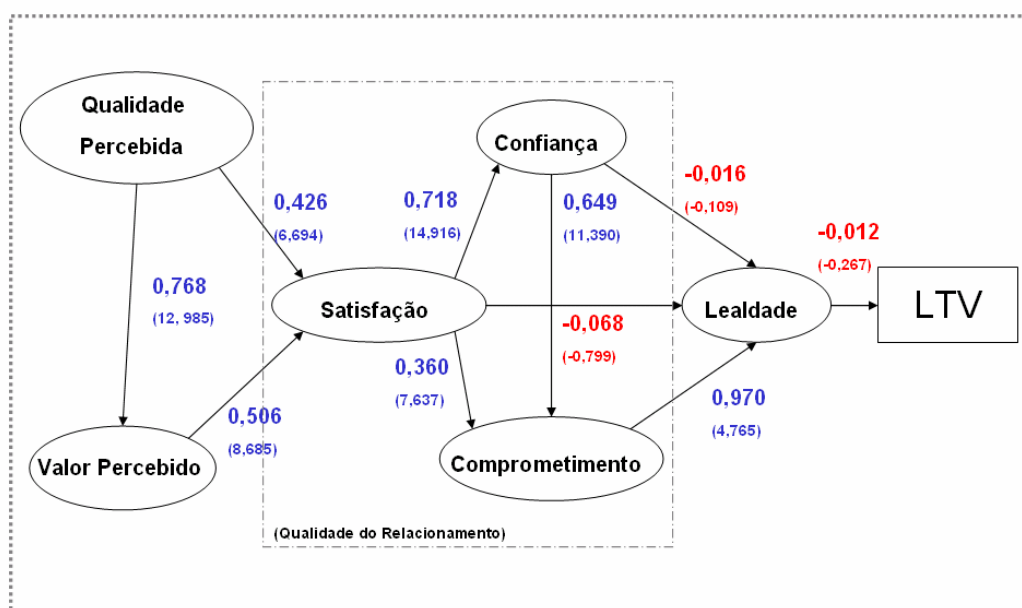 Qualidade
Percebida
Confiança
-0,016
(-0,109)
0,426
(6,694)
0,718
(14,916)
0,649
(11,390)
-0,012
(-0,267)
0,768
(12, 985)
Satisfação
Lealdade
LTV
-0,068
(-0,799)
0,360
(7,637)
0,970
(4,765)
0,506
(8,685)
Valor Percebido
Comprometimento
(Qualidade do Relacionamento)